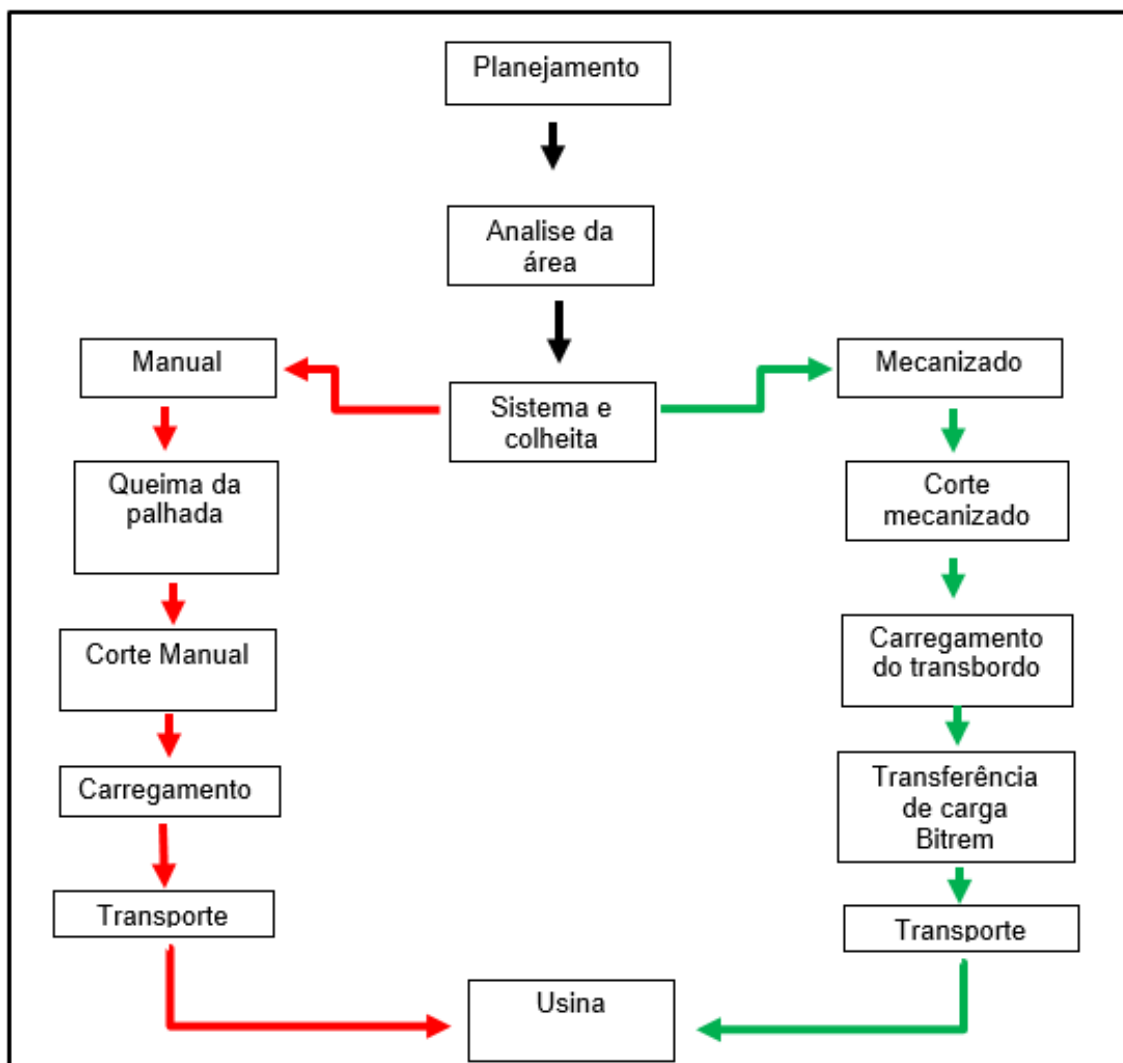 Planejamento
Analise da
área
Sistema e
colheita
Manual
Queima da
palhada
Corte Manual
Carregamento
Transporte
Mecanizado
Corte
mecanizado
Carregamento
do transbordo
Transferência
de carga
Bitrem
Transporte
Usina